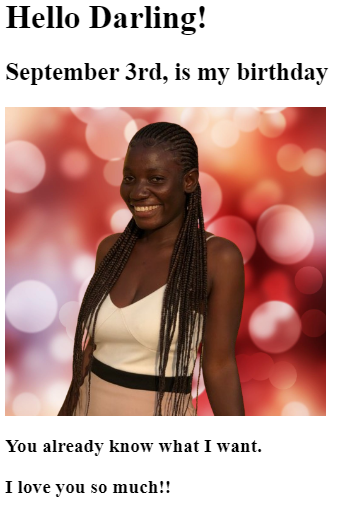 Hello Darling!
September 3rd, is my birthday
You already know what I want.
I love you so much!!